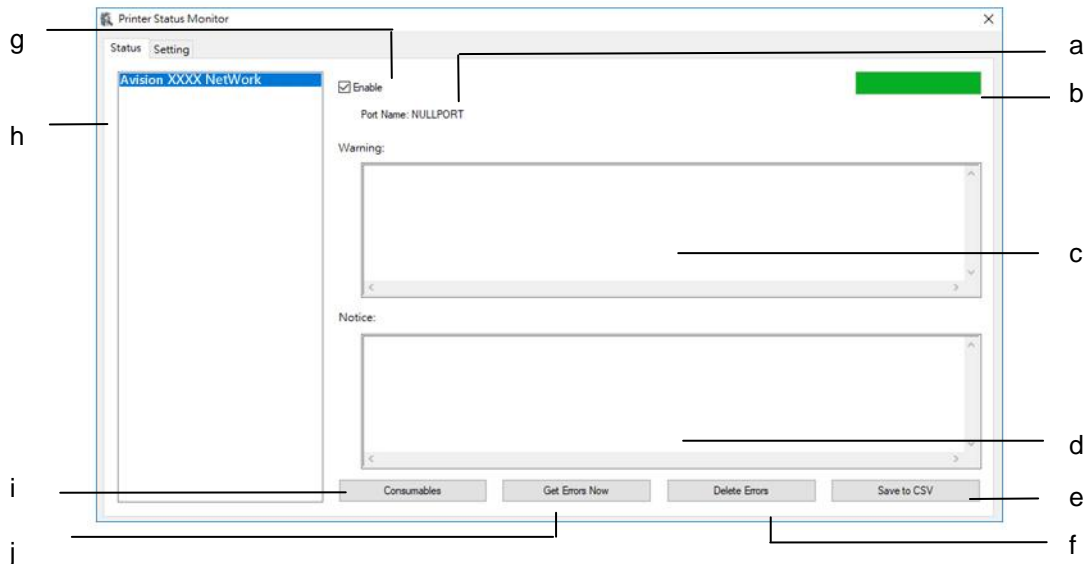 Printer Status Monitor
g
Status Setting
a
Avision XXXX NetWork
Enable
b
Port Name: NULLPORT
h
Warning:
c
Notice:
d
i
Consumables Get Errors Now Delete Errors Save to CSV
e
j
f